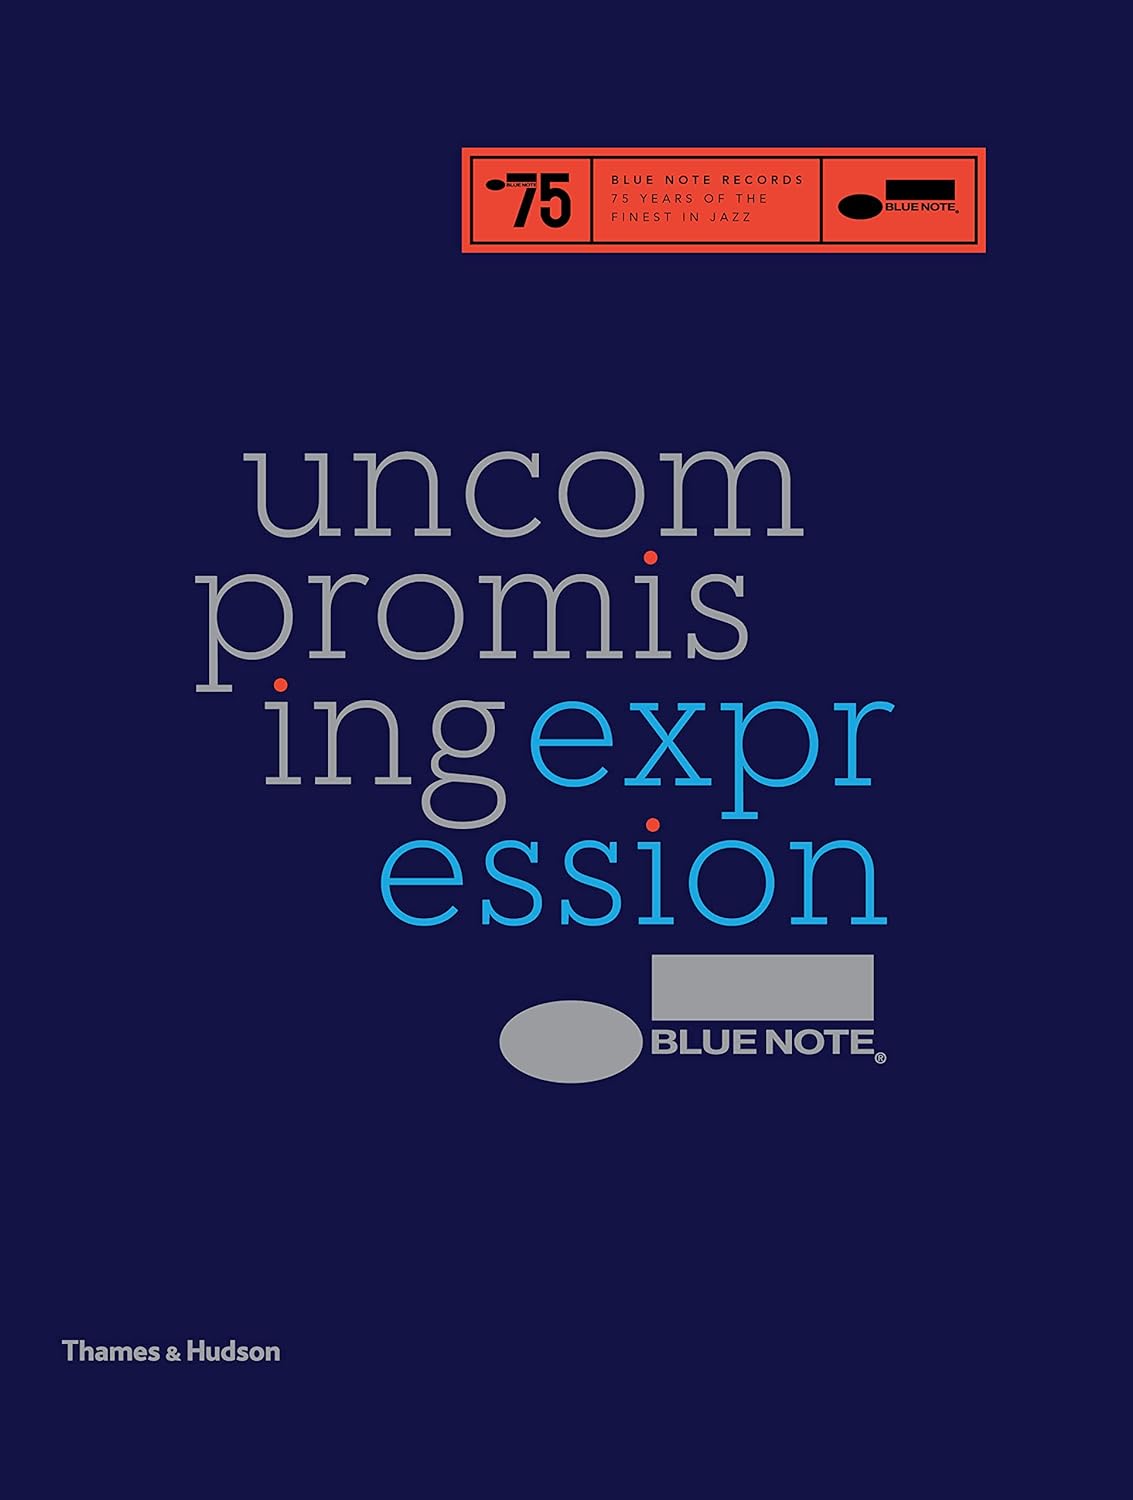 BLUE NOTE
75
BLUE NOTE RECORDS
75 YEARS OF THE
FINEST IN JAZZ
BLUE NOTE®
uncom
promis
ingexpr
ession
BLUE NOTE®
Thames & Hudson